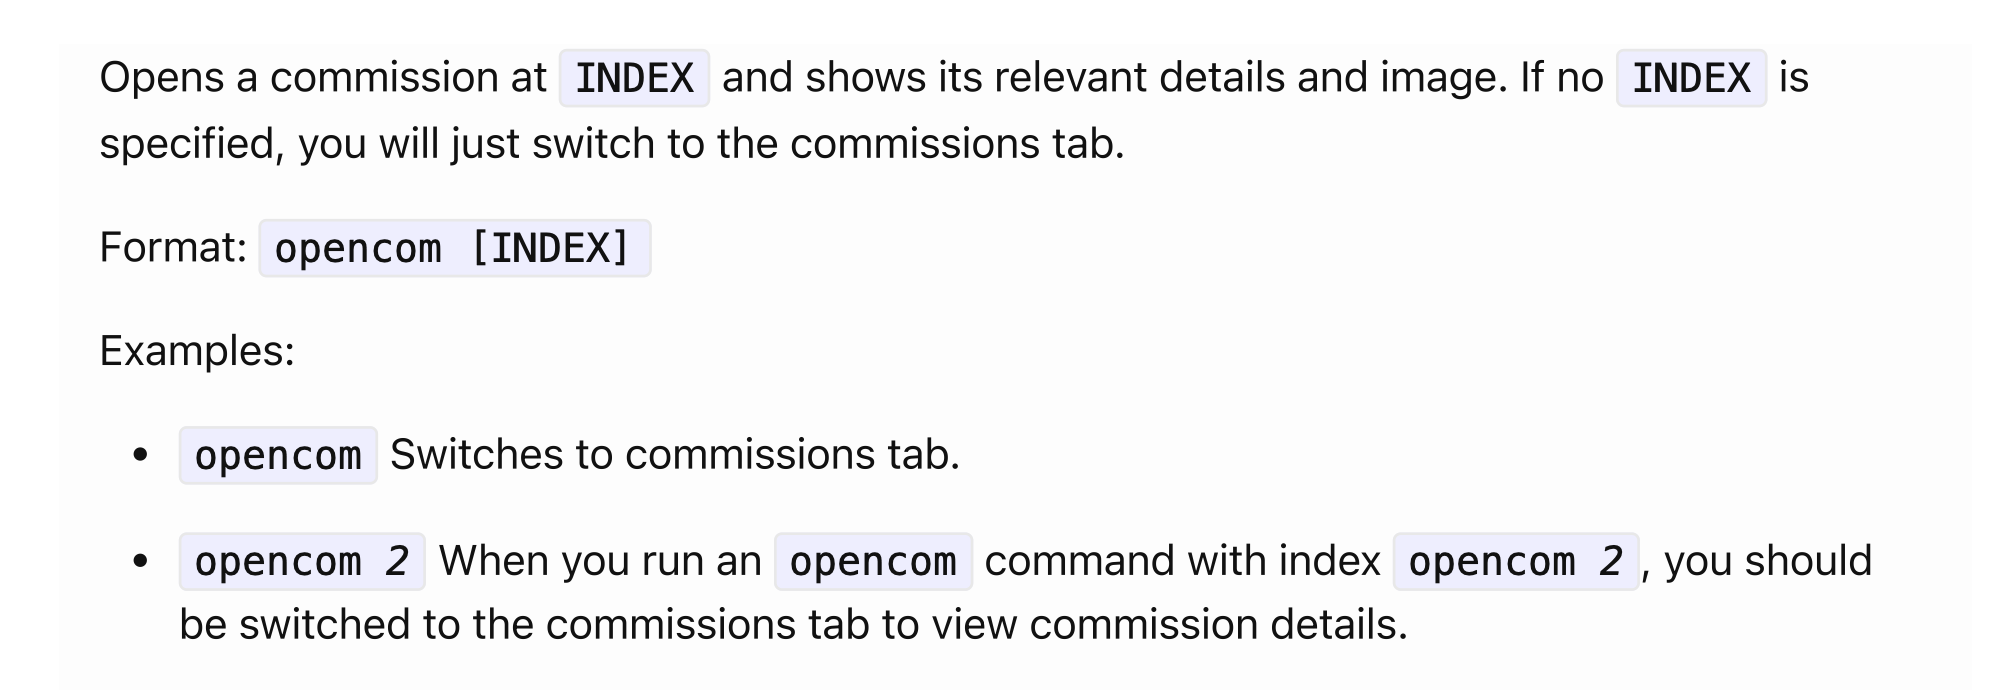 Opens a commission at INDEX and shows its relevant details and image. If no INDEX is
specified, you will just switch to the commissions tab.
Format: opencom [INDEX]
Examples:
• opencom Switches to commissions tab.
• opencom 2 When you run an opencom command with index opencom 2, you should
be switched to the commissions tab to view commission details.